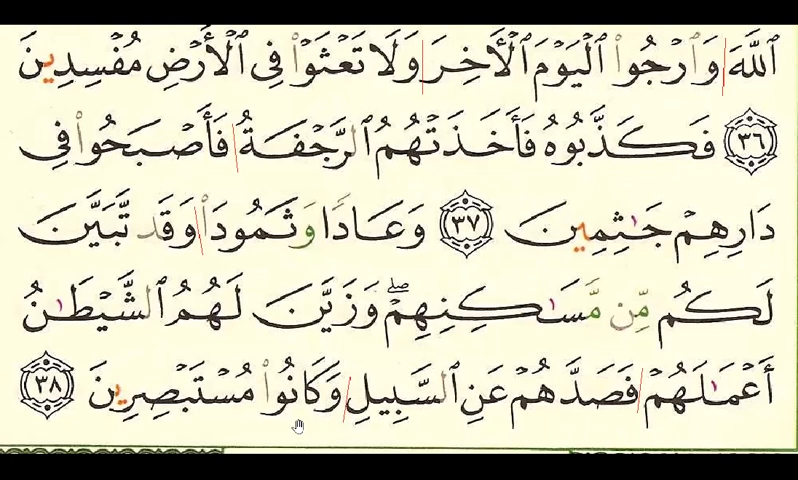 ٱللَّهَ وَٱرْجُوا۟ ٱلْيَوْمَ ٱلْأَخِرَ وَلَا تَعْثَوْا۟ فِى ٱلْأَرْضِ مُفْسِدِينَ
٣٦ فَكَذَّبُوهُ فَأَخَذَتْهُمُ ٱلرَّجْفَةُ فَأَصْبَحُوا۟ فِى
دَارِهِمْ جَـٰثِمِينَ ٣٧ وَعَادًا وَثَمُودَا۟ وَقَد تَّبَيَّنَ
لَكُم مِّن مَّسَـٰكِنِهِمْ ۖ وَزَيَّنَ لَهُمُ ٱلشَّيْطَـٰنُ
أَعْمَـٰلَهُمْ فَصَدَّهُمْ عَنِ ٱلسَّبِيلِ وَكَانُوا۟ مُسْتَبْصِرِينَ ٣٨